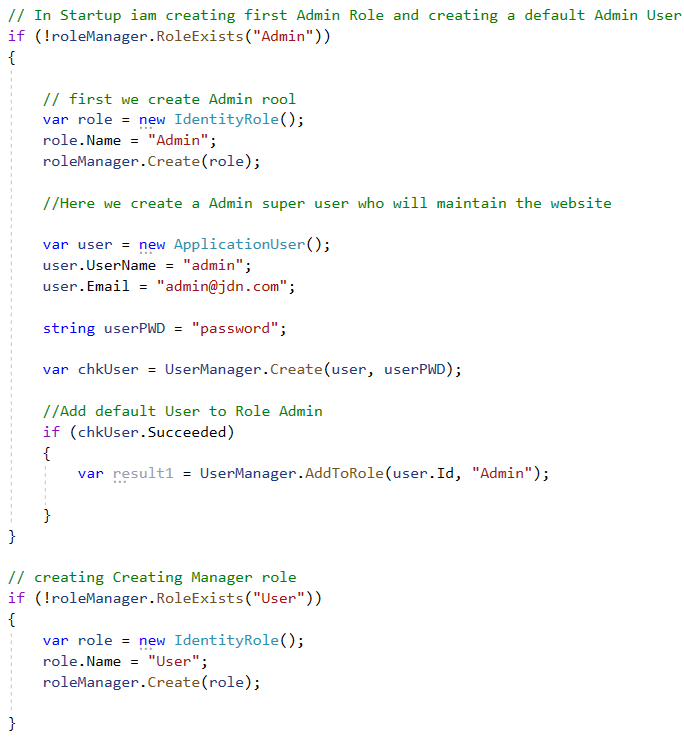 // In Startup iam creating first Admin Role and creating a default Admin User
if (!roleManager.RoleExists("Admin"))
{
// first we create Admin rool
var role = new IdentityRole();
role.Name = "Admin";
roleManager.Create(role);
//Here we create a Admin super user who will maintain the website
var user = new ApplicationUser();
user.UserName = "admin";
user.Email = "admin@jdn.com";
string userPWD = "password";
var chkUser = UserManager.Create(user, userPWD);
//Add default User to Role Admin
if (chkUser.Succeeded)
{
var result1 = UserManager.AddToRole(user.Id, "Admin");
}
}
// creating Creating Manager role
if (!roleManager.RoleExists("User"))
{
var role = new IdentityRole();
role.Name = "User";
roleManager.Create(role);
}